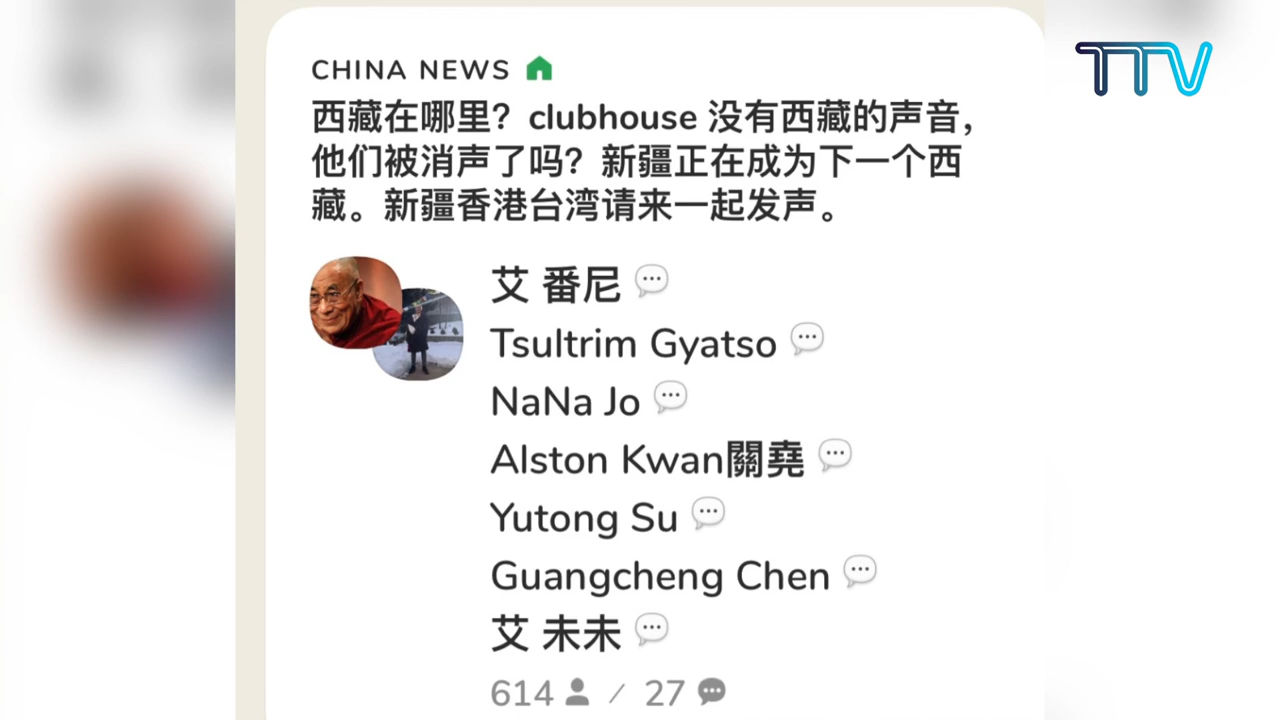 TTV
CHINA NEWS
西藏在哪里？clubhouse 没有西藏的声音，
他们被消声了吗？新疆正在成为下一个西
藏。新疆香港台湾请来一起发声。
艾 番尼
Tsultrim Gyatso
NaNa Jo
Alston Kwan關堯
Yutong Su
Guangcheng Chen
艾 未未
614 / 27